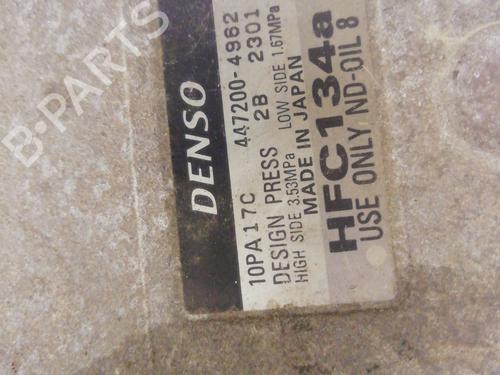 DENSO
10PA17C 447200-4962
DESIGN PRESS 2B 2301
HIGH SIDE 3.53MPa LOW SIDE 1.67MPa
MADE IN JAPAN
HFC134a
USE ONLY ND-OIL 8
B-PARTS